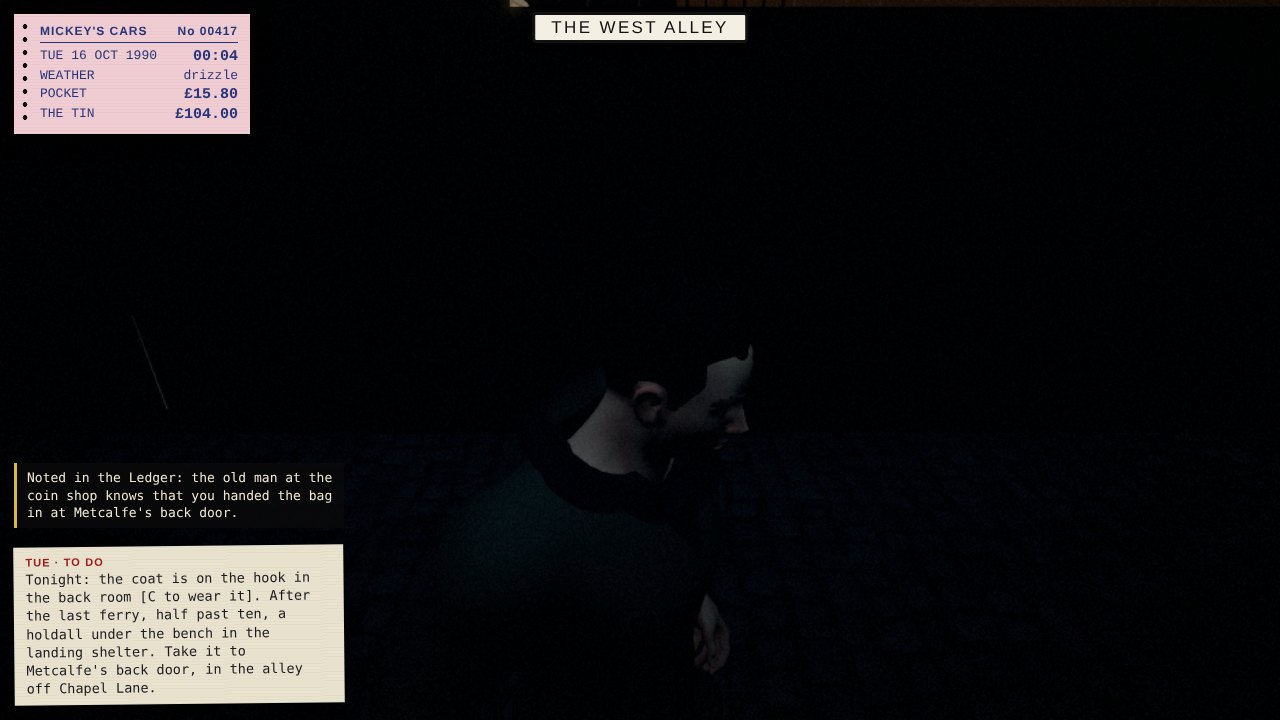 MICKEY'S CARS No 00417
TUE 16 OCT 1990 00:04
WEATHER drizzle
POCKET £15.80
THE TIN £104.00
THE WEST ALLEY
Noted in the Ledger: the old man at the
coin shop knows that you handed the bag
in at Metcalfe's back door.
TUE · TO DO
Tonight: the coat is on the hook in
the back room [C to wear it]. After
the last ferry, half past ten, a
holdall under the bench in the
landing shelter. Take it to
Metcalfe's back door, in the alley
off Chapel Lane.